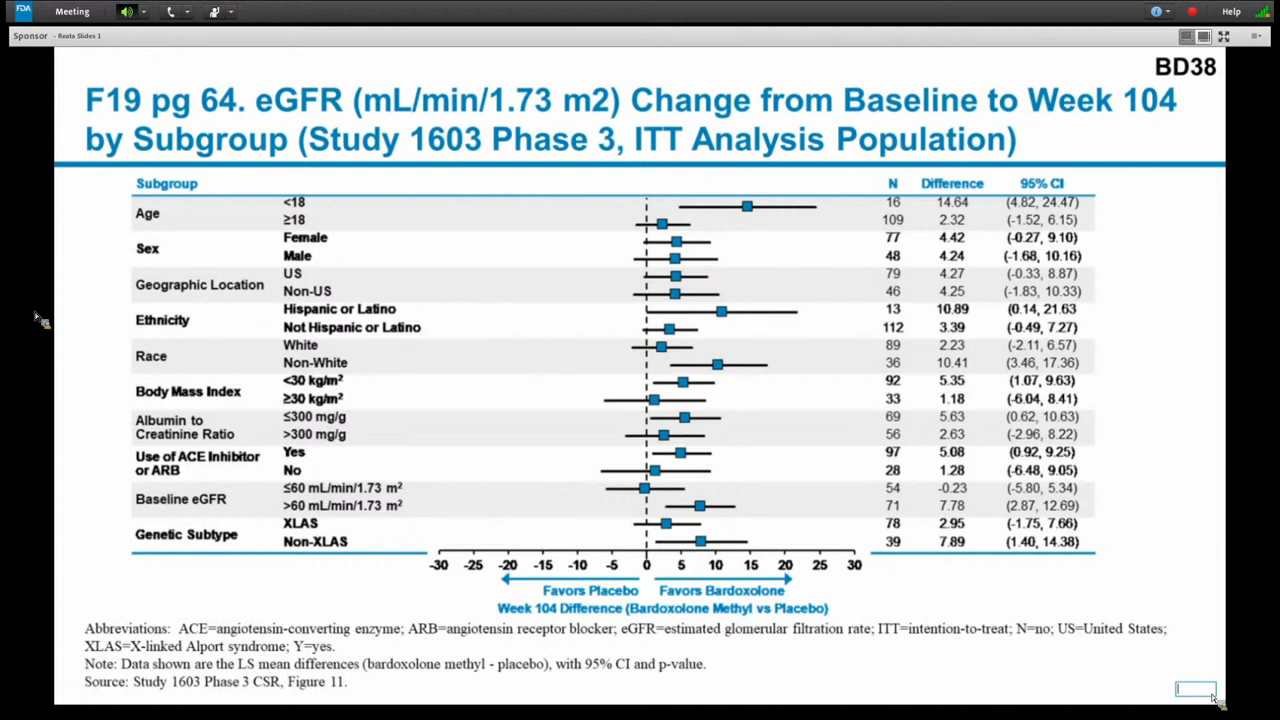 FDA Meeting Help
Sponsor - Reata Slides 1
BD38
F19 pg 64. eGFR (mL/min/1.73 m2) Change from Baseline to Week 104
by Subgroup (Study 1603 Phase 3, ITT Analysis Population)
Subgroup N Difference 95% CI
Age <18 16 14.64 (4.82, 24.47)
≥18 109 2.32 (-1.52, 6.15)
Sex Female 77 4.42 (-0.27, 9.10)
Male 48 4.24 (-1.68, 10.16)
Geographic Location US 79 4.27 (-0.33, 8.87)
Non-US 46 4.25 (-1.83, 10.33)
Ethnicity Hispanic or Latino 13 10.89 (0.14, 21.63
Not Hispanic or Latino 112 3.39 (-0.49, 7.27)
Race White 89 2.23 (-2.11, 6.57)
Non-White 36 10.41 (3.46, 17.36)
Body Mass Index <30 kg/m² 92 5.35 (1.07, 9.63)
≥30 kg/m² 33 1.18 (-6.04, 8.41)
Albumin to ≤300 mg/g 69 5.63 (0.62, 10.63)
Creatinine Ratio >300 mg/g 56 2.63 (-2.96, 8.22)
Use of ACE Inhibitor Yes 97 5.08 (0.92, 9.25)
or ARB No 28 1.28 (-6.48, 9.05)
Baseline eGFR ≤60 mL/min/1.73 m² 54 -0.23 (-5.80, 5.34)
>60 mL/min/1.73 m² 71 7.78 (2.87, 12.69)
Genetic Subtype XLAS 78 2.95 (-1.75, 7.66)
Non-XLAS 39 7.89 (1.40, 14.38)
-30 -25 -20 -15 -10 -5 0 5 10 15 20 25 30
Favors Placebo Favors Bardoxolone
Week 104 Difference (Bardoxolone Methyl vs Placebo)
Abbreviations: ACE=angiotensin-converting enzyme; ARB=angiotensin receptor blocker; eGFR=estimated glomerular filtration rate; ITT=intention-to-treat; N=no; US=United States;
XLAS=X-linked Alport syndrome; Y=yes.
Note: Data shown are the LS mean differences (bardoxolone methyl - placebo), with 95% CI and p-value.
Source: Study 1603 Phase 3 CSR, Figure 11.